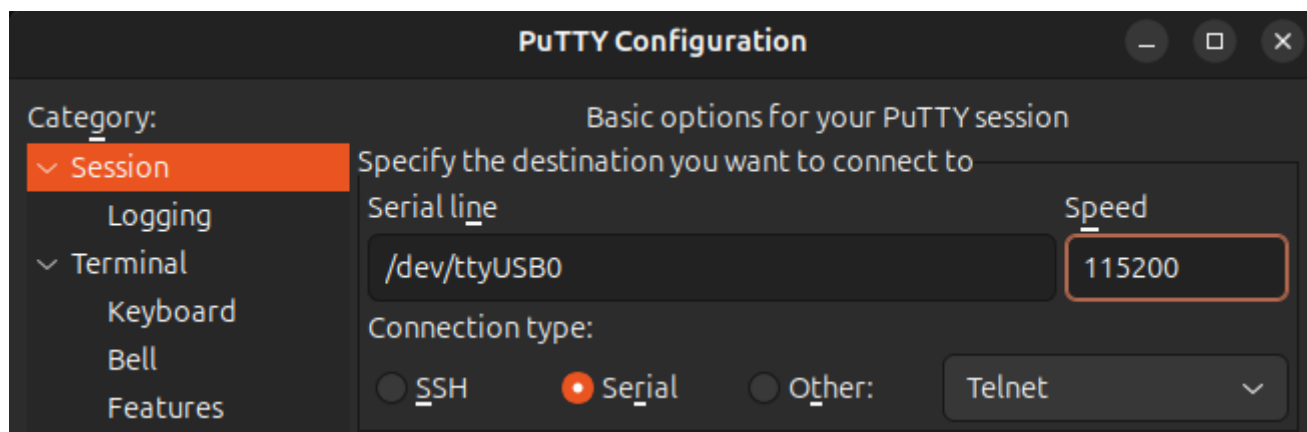 PuTTY Configuration
Category:
Session
Logging
Terminal
Keyboard
Bell
Features
Basic options for your PuTTY session
Specify the destination you want to connect to
Serial line
Speed
/dev/ttyUSB0
115200
Connection type:
SSH
Serial
Other:
Telnet